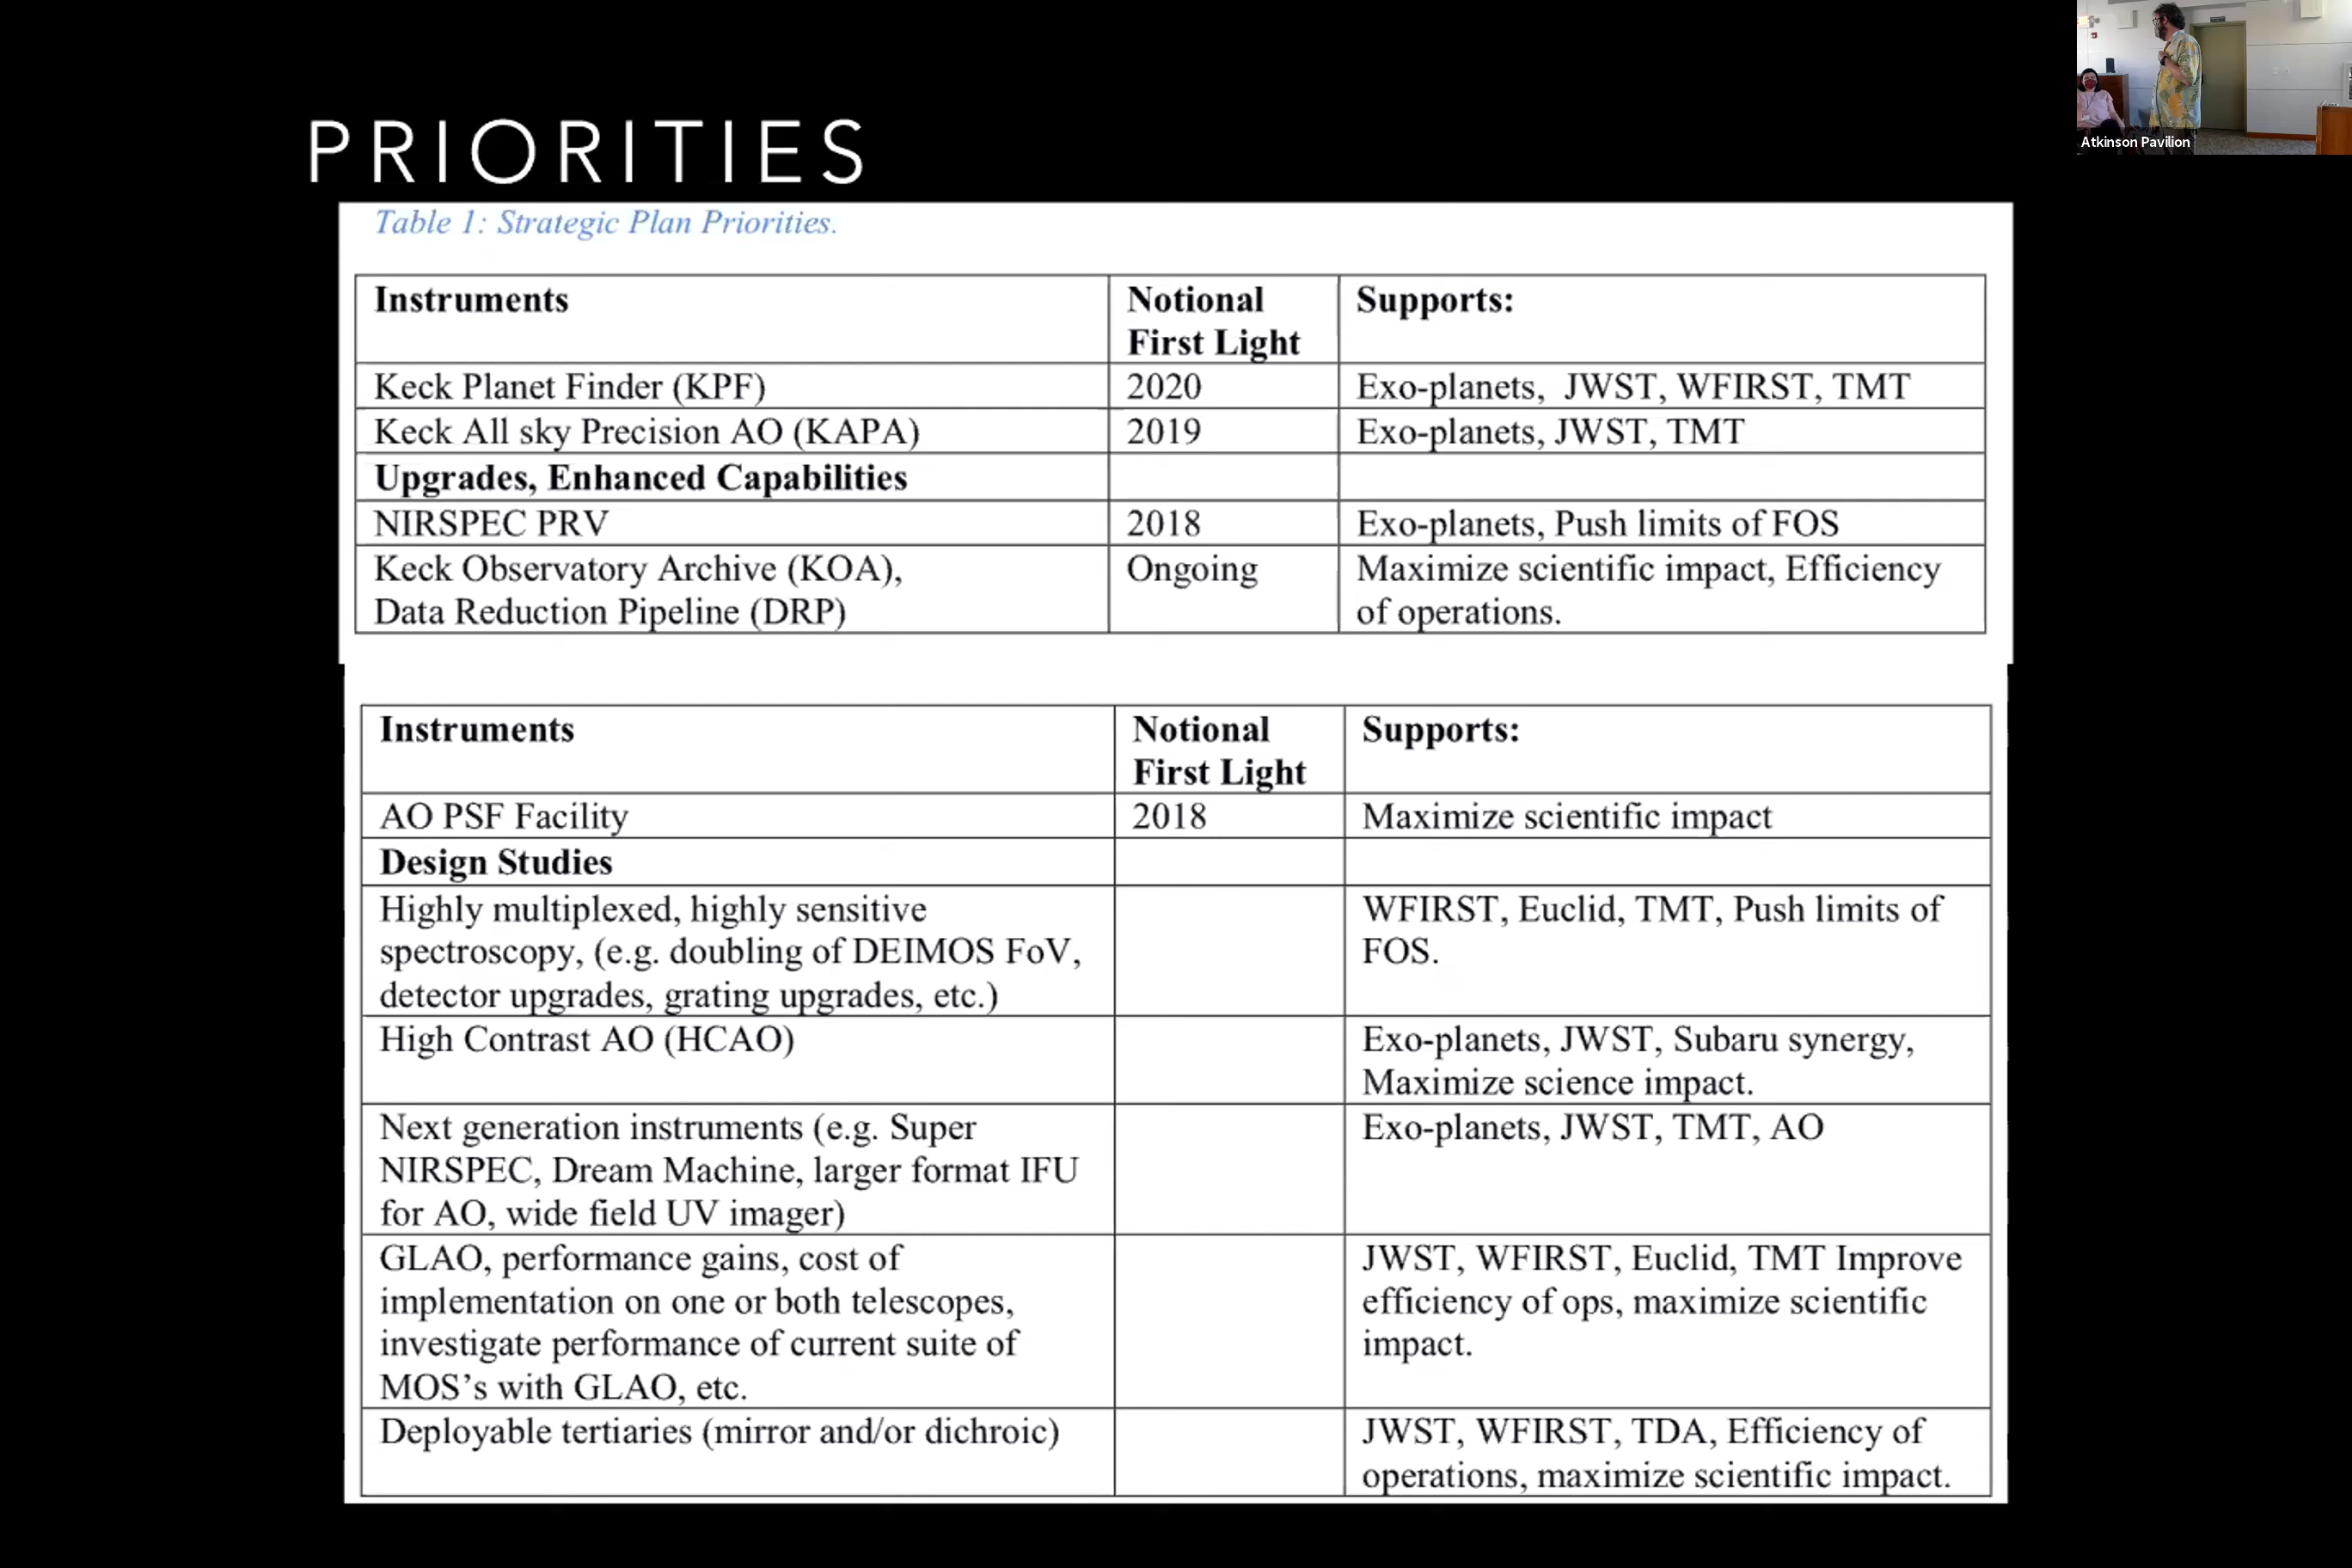 PRIORITIES
Atkinson Pavilion
Table 1: Strategic Plan Priorities.
Instruments
Notional
First Light
Supports:
Keck Planet Finder (KPF)
2020
Exo-planets, JWST, WFIRST, TMT
Keck All sky Precision AO (KAPA)
2019
Exo-planets, JWST, TMT
Upgrades, Enhanced Capabilities
NIRSPEC PRV
2018
Exo-planets, Push limits of FOS
Keck Observatory Archive (KOA),
Data Reduction Pipeline (DRP)
Ongoing
Maximize scientific impact, Efficiency
of operations.
Instruments
Notional
First Light
Supports:
AO PSF Facility
2018
Maximize scientific impact
Design Studies
Highly multiplexed, highly sensitive
spectroscopy, (e.g. doubling of DEIMOS FoV,
detector upgrades, grating upgrades, etc.)
WFIRST, Euclid, TMT, Push limits of
FOS.
High Contrast AO (HCAO)
Exo-planets, JWST, Subaru synergy,
Maximize science impact.
Next generation instruments (e.g. Super
NIRSPEC, Dream Machine, larger format IFU
for AO, wide field UV imager)
Exo-planets, JWST, TMT, AO
GLAO, performance gains, cost of
implementation on one or both telescopes,
investigate performance of current suite of
MOS’s with GLAO, etc.
JWST, WFIRST, Euclid, TMT Improve
efficiency of ops, maximize scientific
impact.
Deployable tertiaries (mirror and/or dichroic)
JWST, WFIRST, TDA, Efficiency of
operations, maximize scientific impact.